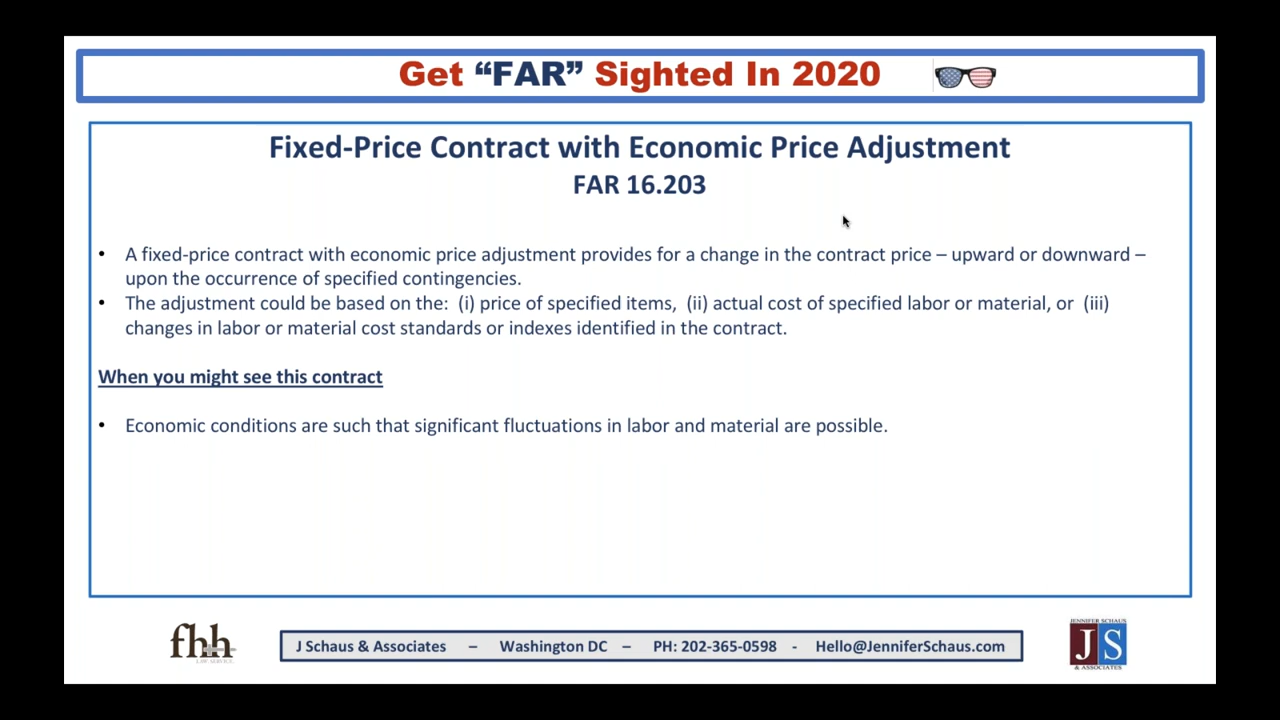 Get “FAR” Sighted In 2020
Fixed-Price Contract with Economic Price Adjustment
FAR 16.203
• A fixed-price contract with economic price adjustment provides for a change in the contract price – upward or downward –
upon the occurrence of specified contingencies.
• The adjustment could be based on the: (i) price of specified items, (ii) actual cost of specified labor or material, or (iii)
changes in labor or material cost standards or indexes identified in the contract.
When you might see this contract
• Economic conditions are such that significant fluctuations in labor and material are possible.
fhh
LAW SERVICE
J Schaus & Associates – Washington DC – PH: 202-365-0598 - Hello@JenniferSchaus.com
JENNIFER SCHAUS
JS
& ASSOCIATES